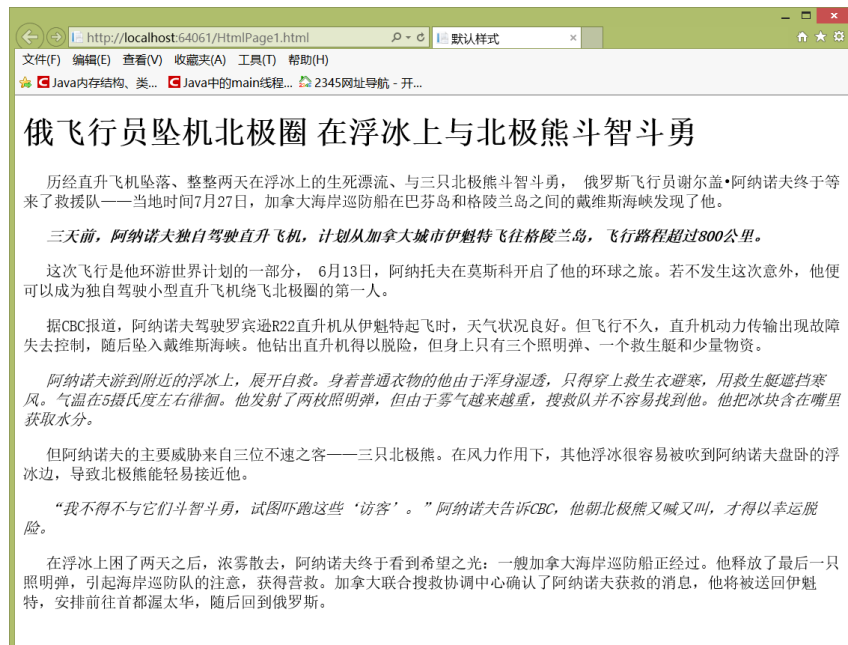 http://localhost:64061/HtmlPage1.html
默认样式
文件(F) 编辑(E) 查看(V) 收藏夹(A) 工具(T) 帮助(H)
Java内存结构、类... Java中的main线程... 2345网址导航 - 开...
俄飞行员坠机北极圈 在浮冰上与北极熊斗智斗勇
历经直升飞机坠落、整整两天在浮冰上的生死漂流、与三只北极熊斗智斗勇， 俄罗斯飞行员谢尔盖•阿纳诺夫终于等
来了救援队——当地时间7月27日，加拿大海岸巡防船在巴芬岛和格陵兰岛之间的戴维斯海峡发现了他。
三天前，阿纳诺夫独自驾驶直升飞机，计划从加拿大城市伊魁特飞往格陵兰岛，飞行路程超过800公里。
这次飞行是他环游世界计划的一部分， 6月13日，阿纳托夫在莫斯科开启了他的环球之旅。若不发生这次意外，他便
可以成为独自驾驶小型直升飞机绕飞北极圈的第一人。
据CBC报道，阿纳诺夫驾驶罗宾逊R22直升机从伊魁特起飞时，天气状况良好。但飞行不久，直升机动力传输出现故障
失去控制，随后坠入戴维斯海峡。他钻出直升机得以脱险，但身上只有三个照明弹、一个救生艇和少量物资。
阿纳诺夫游到附近的浮冰上，展开自救。身着普通衣物的他由于浑身湿透，只得穿上救生衣避寒，用救生艇遮挡寒
风。气温在5摄氏度左右徘徊。他发射了两枚照明弹，但由于雾气越来越重，搜救队并不容易找到他。他把冰块含在嘴里
获取水分。
但阿纳诺夫的主要威胁来自三位不速之客——三只北极熊。在风力作用下，其他浮冰很容易被吹到阿纳诺夫盘卧的浮
冰边，导致北极熊能轻易接近他。
“我不得不与它们斗智斗勇，试图吓跑这些‘访客’。”阿纳诺夫告诉CBC，他朝北极熊又喊又叫，才得以幸运脱
险。
在浮冰上困了两天之后，浓雾散去，阿纳诺夫终于看到希望之光：一艘加拿大海岸巡防船正经过。他释放了最后一只
照明弹，引起海岸巡防队的注意，获得营救。加拿大联合搜救协调中心确认了阿纳诺夫获救的消息，他将被送回伊魁
特，安排前往首都渥太华，随后回到俄罗斯。